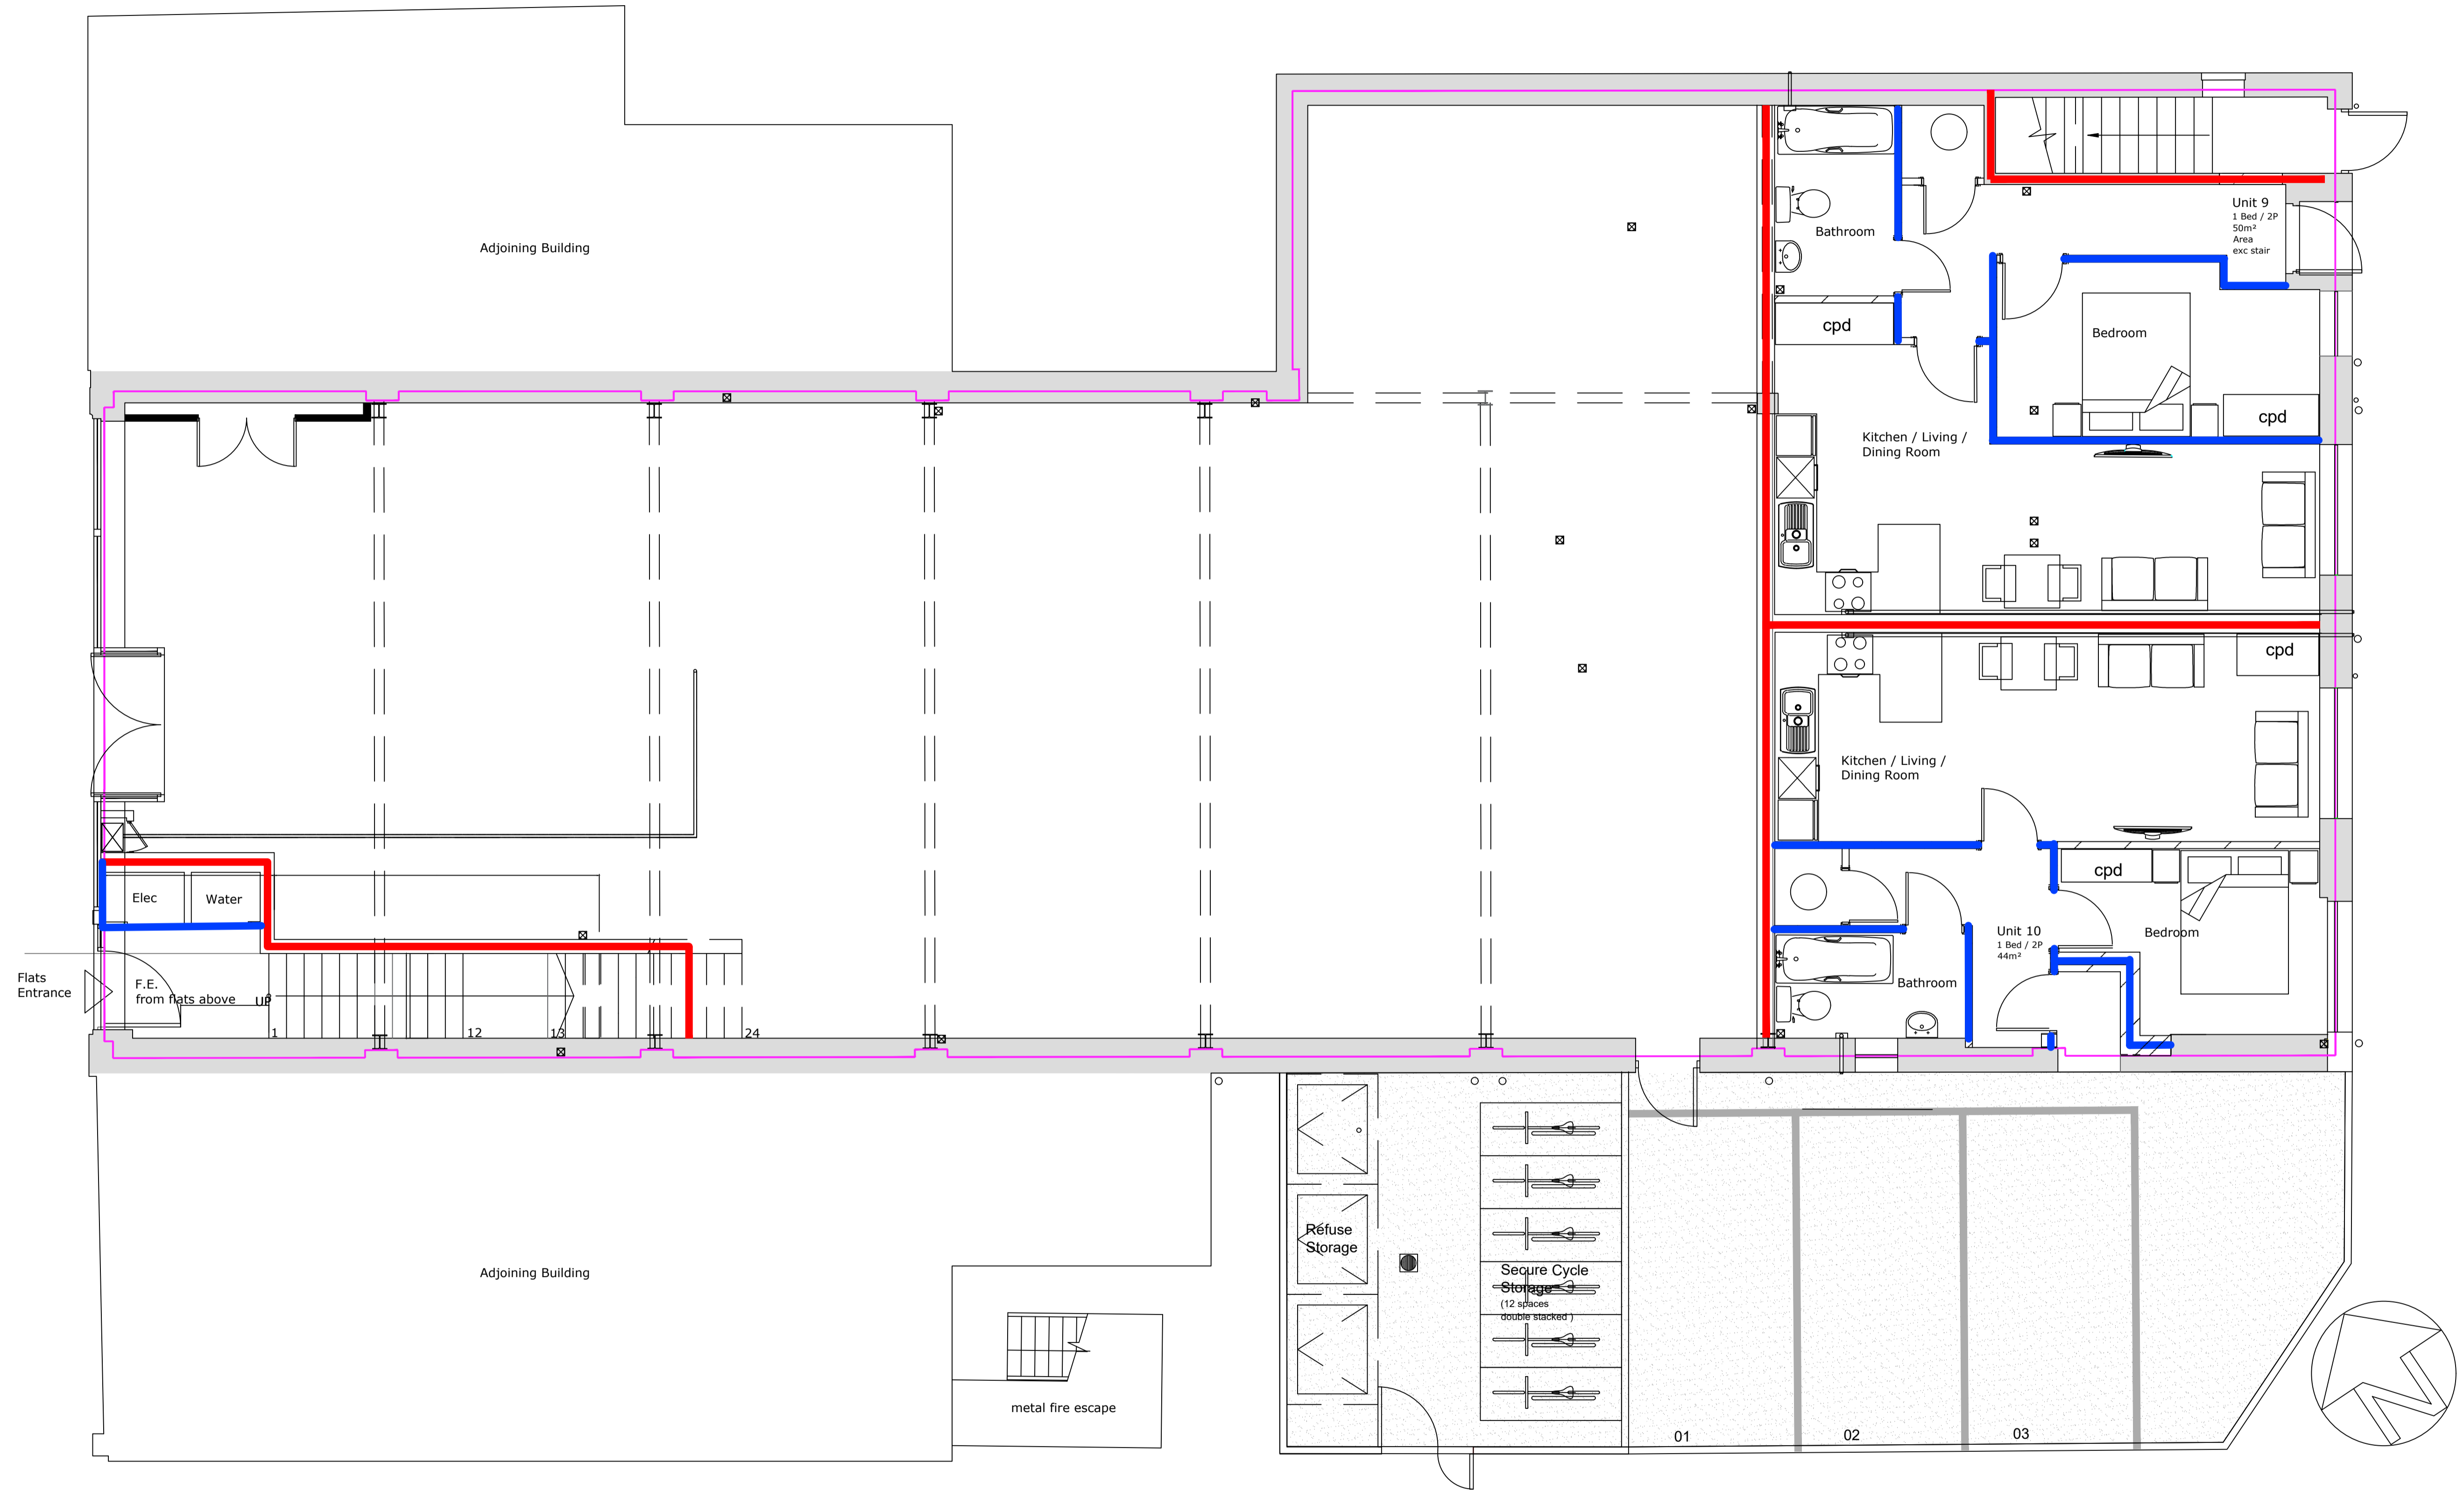 Adjoining Building
Unit 9
1 Bed / 2P
50m²
Area
exc stair
Bathroom
cpd
Bedroom
cpd
Kitchen / Living /
Dining Room
cpd
Kitchen / Living /
Dining Room
cpd
Elec
Water
Unit 10
1 Bed / 2P
44m²
Bedroom
Bathroom
Flats
Entrance
F.E.
from flats above
UP
1
12
13
24
Adjoining Building
Refuse
Storage
Secure Cycle
Storage
(12 spaces
double stacked )
metal fire escape
01
02
03
N